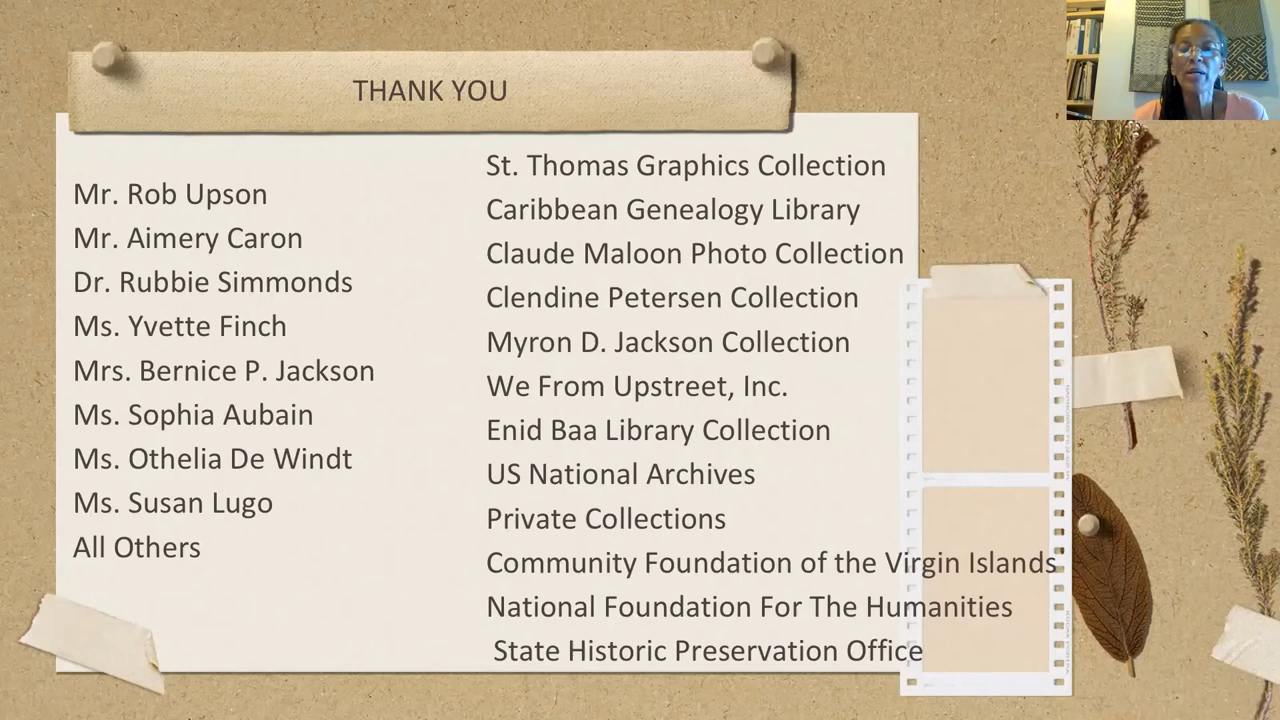 THANK YOU
Mr. Rob Upson
Mr. Aimery Caron
Dr. Rubbie Simmonds
Ms. Yvette Finch
Mrs. Bernice P. Jackson
Ms. Sophia Aubain
Ms. Othelia De Windt
Ms. Susan Lugo
All Others
St. Thomas Graphics Collection
Caribbean Genealogy Library
Claude Maloon Photo Collection
Clendine Petersen Collection
Myron D. Jackson Collection
We From Upstreet, Inc.
Enid Baa Library Collection
US National Archives
Private Collections
Community Foundation of the Virgin Islands
National Foundation For The Humanities
State Historic Preservation Office